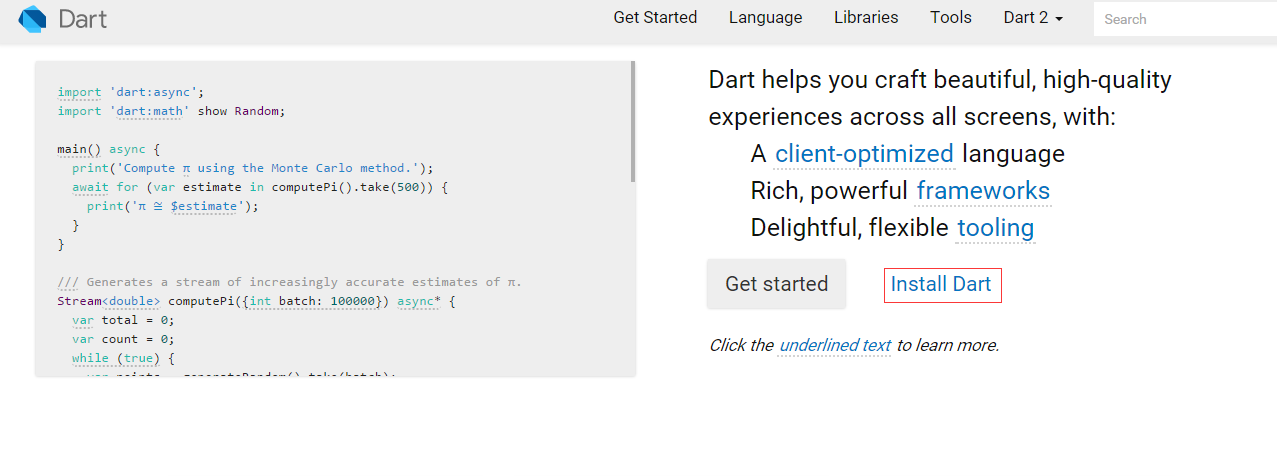 Dart
Get Started
Language
Libraries
Tools
Dart 2
Search
import 'dart:async';
import 'dart:math' show Random;
main() async {
print('Compute π using the Monte Carlo method.');
await for (var estimate in computePi().take(500)) {
print('π ≅ $estimate');
}
}
/// Generates a stream of increasingly accurate estimates of π.
Stream<double> computePi({int batch: 100000}) async* {
var total = 0;
var count = 0;
while (true) {
Dart helps you craft beautiful, high-quality
experiences across all screens, with:
A client-optimized language
Rich, powerful frameworks
Delightful, flexible tooling
Get started
Install Dart
Click the underlined text to learn more.